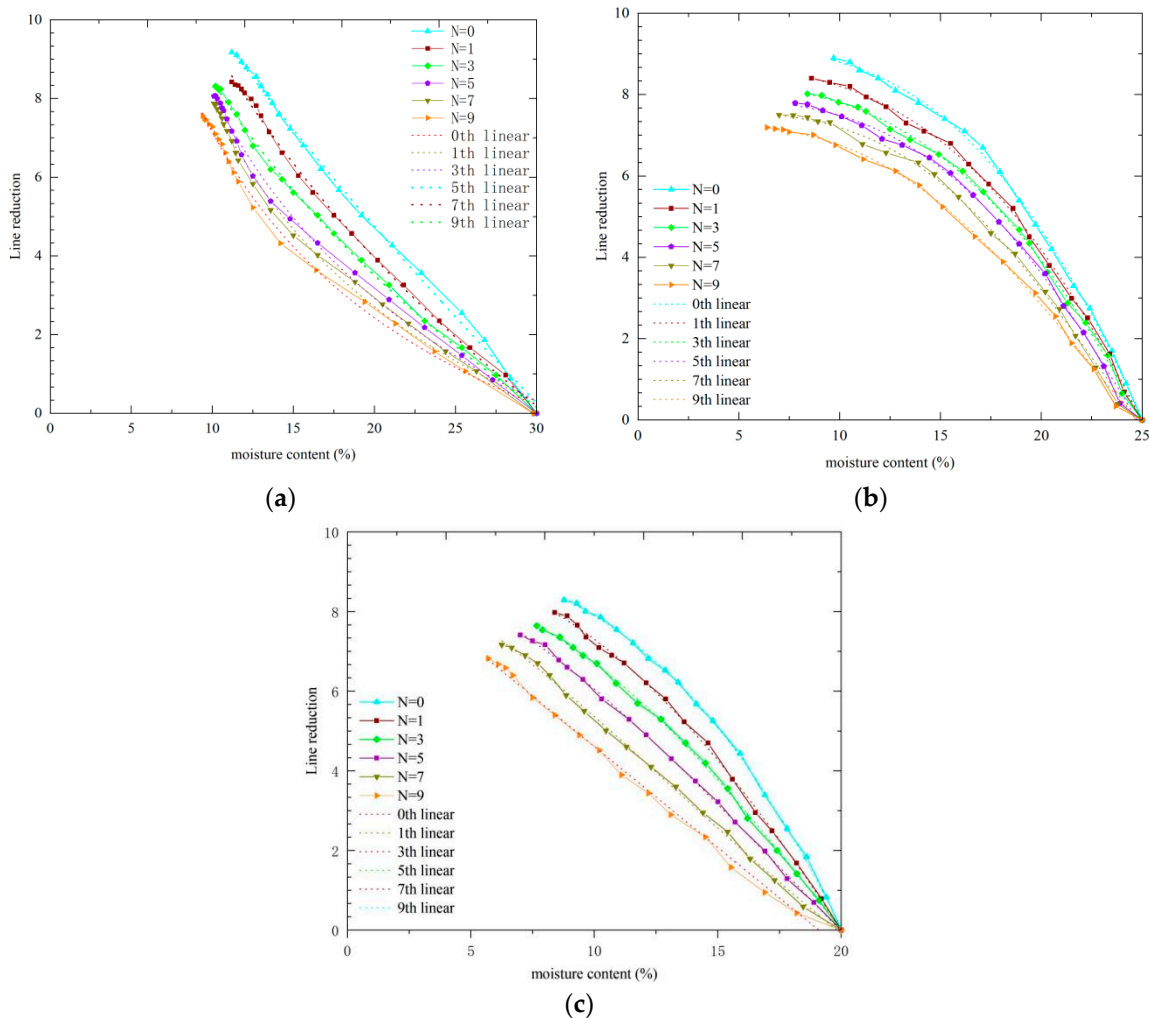 10
8
6
4
2
0
Line reduction
N=0
N=1
N=3
N=5
N=7
N=9
0th linear
1th linear
3th linear
5th linear
7th linear
9th linear
0 10 15 20 25 30
moisture content (%)
(a)
10
8
6
4
2
0
Line reduction
N=0
N=1
N=3
N=5
N=7
N=9
0th linear
1th linear
3th linear
5th linear
7th linear
9th linear
0 5 10 15 20 25
moisture content (%)
(b)
10
8
6
4
2
0
Line reduction
N=0
N=1
N=3
N=5
N=7
N=9
0th linear
1th linear
3th linear
5th linear
7th linear
9th linear
0 5 10 15 20
moisture content (%)
(c)